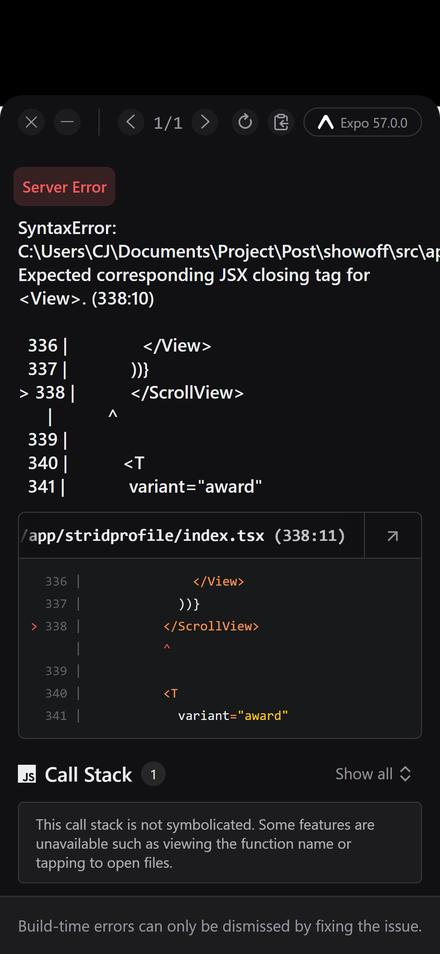 1/1
Expo 57.0.0
Server Error
SyntaxError:
C:\Users\CJ\Documents\Project\Post\showoff\src\ap
Expected corresponding JSX closing tag for
<View>. (338:10)
336 | </View>
337 | ))}
> 338 | </ScrollView>
| ^
339 |
340 | <T
341 | variant="award"
/app/stridprofile/index.tsx (338:11)
336 | </View>
337 | ))}
> 338 | </ScrollView>
| ^
339 |
340 | <T
341 | variant="award"
JS Call Stack 1 Show all
This call stack is not symbolicated. Some features are
unavailable such as viewing the function name or
tapping to open files.
Build-time errors can only be dismissed by fixing the issue.